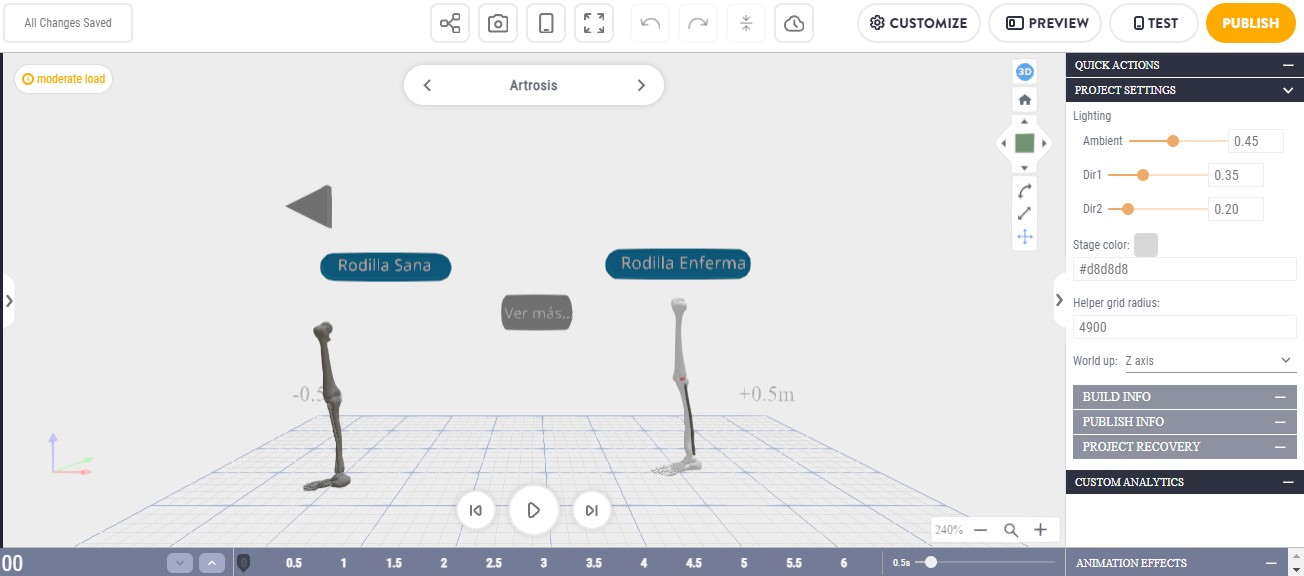 All Changes Saved
CUSTOMIZE
PREVIEW
TEST
PUBLISH
moderate load
Artrosis
3D
QUICK ACTIONS
PROJECT SETTINGS
Lighting
Ambient 0.45
Dir1 0.35
Dir2 0.20
Stage color:
#d8d8d8
Helper grid radius:
4900
World up: Z axis
BUILD INFO
PUBLISH INFO
PROJECT RECOVERY
CUSTOM ANALYTICS
Rodilla Sana
Rodilla Enferma
Ver más...
-0.5
+0.5m
240%
00
0 0.5 1 1.5 2 2.5 3 3.5 4 4.5 5 5.5 6
0.5s
ANIMATION EFFECTS